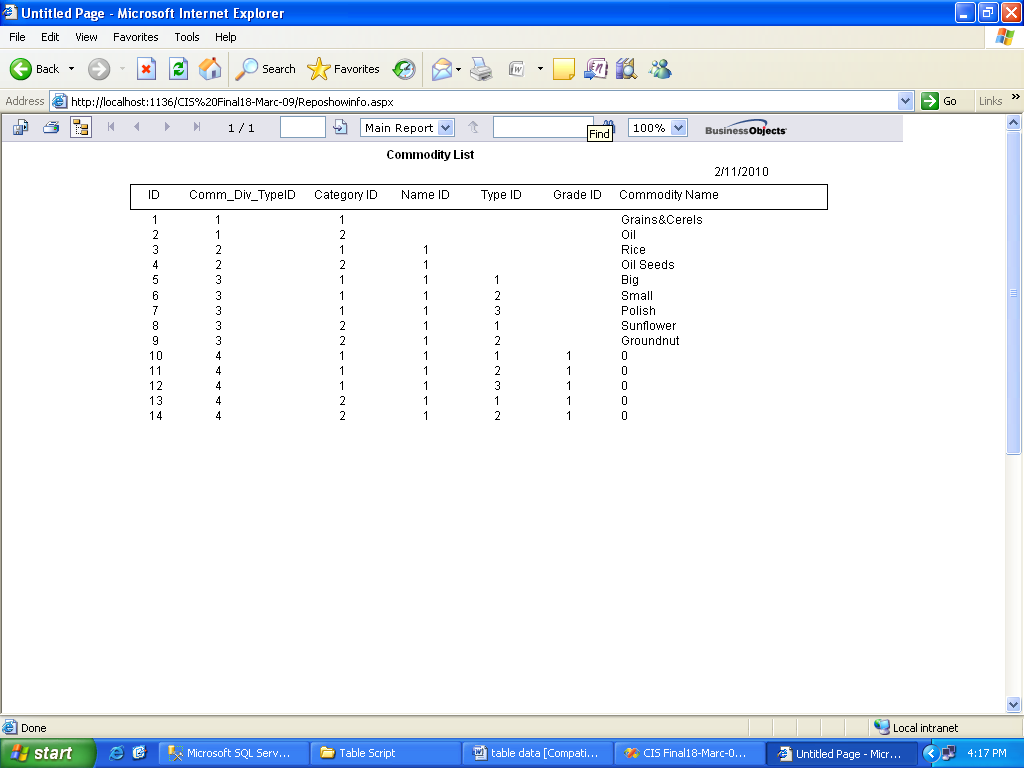 Untitled Page - Microsoft Internet Explorer
File Edit View Favorites Tools Help
Back Search Favorites
Address http://localhost:1136/CIS%20Final18-Marc-09/Reposhowinfo.aspx Go Links »
1 / 1 Main Report 100% BusinessObjects
Find
Commodity List
2/11/2010
ID Comm_Div_TypeID Category ID Name ID Type ID Grade ID Commodity Name
1 1 1 Grains&Cerels
2 1 2 Oil
3 2 1 1 Rice
4 2 2 1 Oil Seeds
5 3 1 1 1 Big
6 3 1 1 2 Small
7 3 1 1 3 Polish
8 3 2 1 1 Sunflower
9 3 2 1 2 Groundnut
10 4 1 1 1 1 0
11 4 1 1 2 1 0
12 4 1 1 3 1 0
13 4 2 1 1 1 0
14 4 2 1 2 1 0
Done Local intranet
start Microsoft SQL Serv... Table Script table data [Compati... CIS Final18-Marc-0... Untitled Page - Micr... 4:17 PM